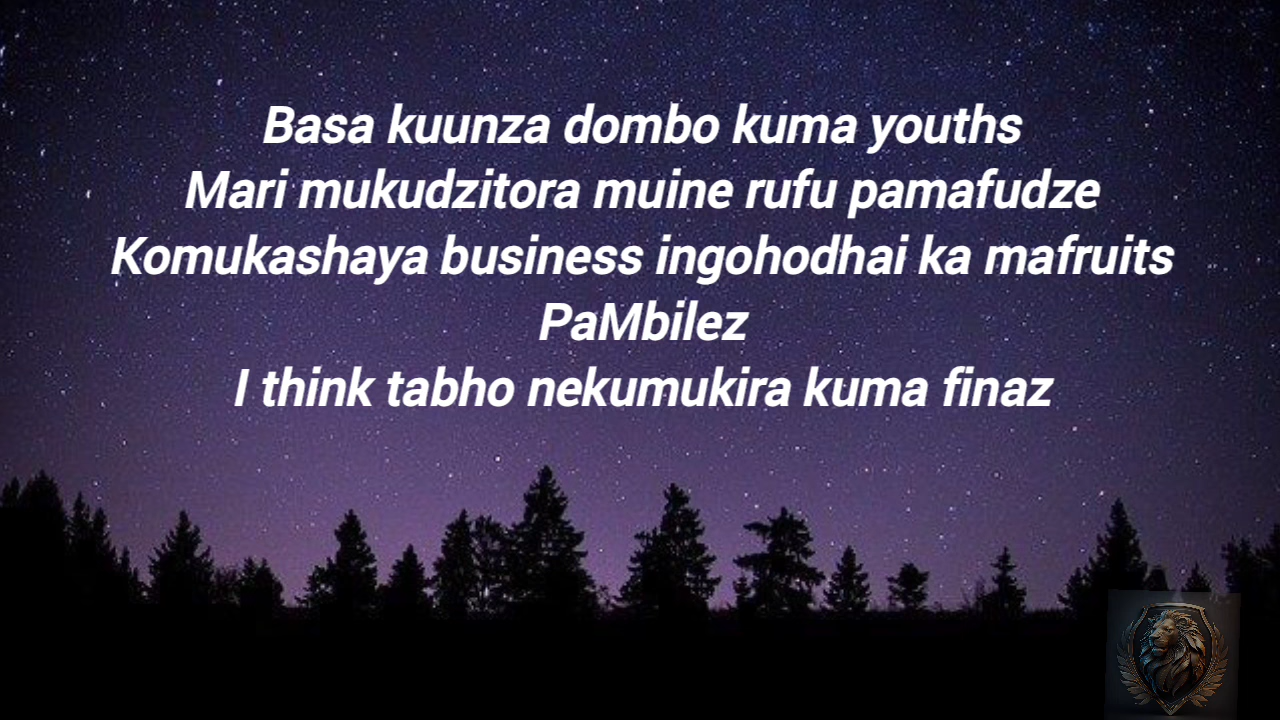 Basa kuunza dombo kuma youths
Mari mukudzitora muine rufu pamafudze
Komukashaya business ingohodhai ka mafruits
PaMbilez
I think tabho nekumukira kuma finaz